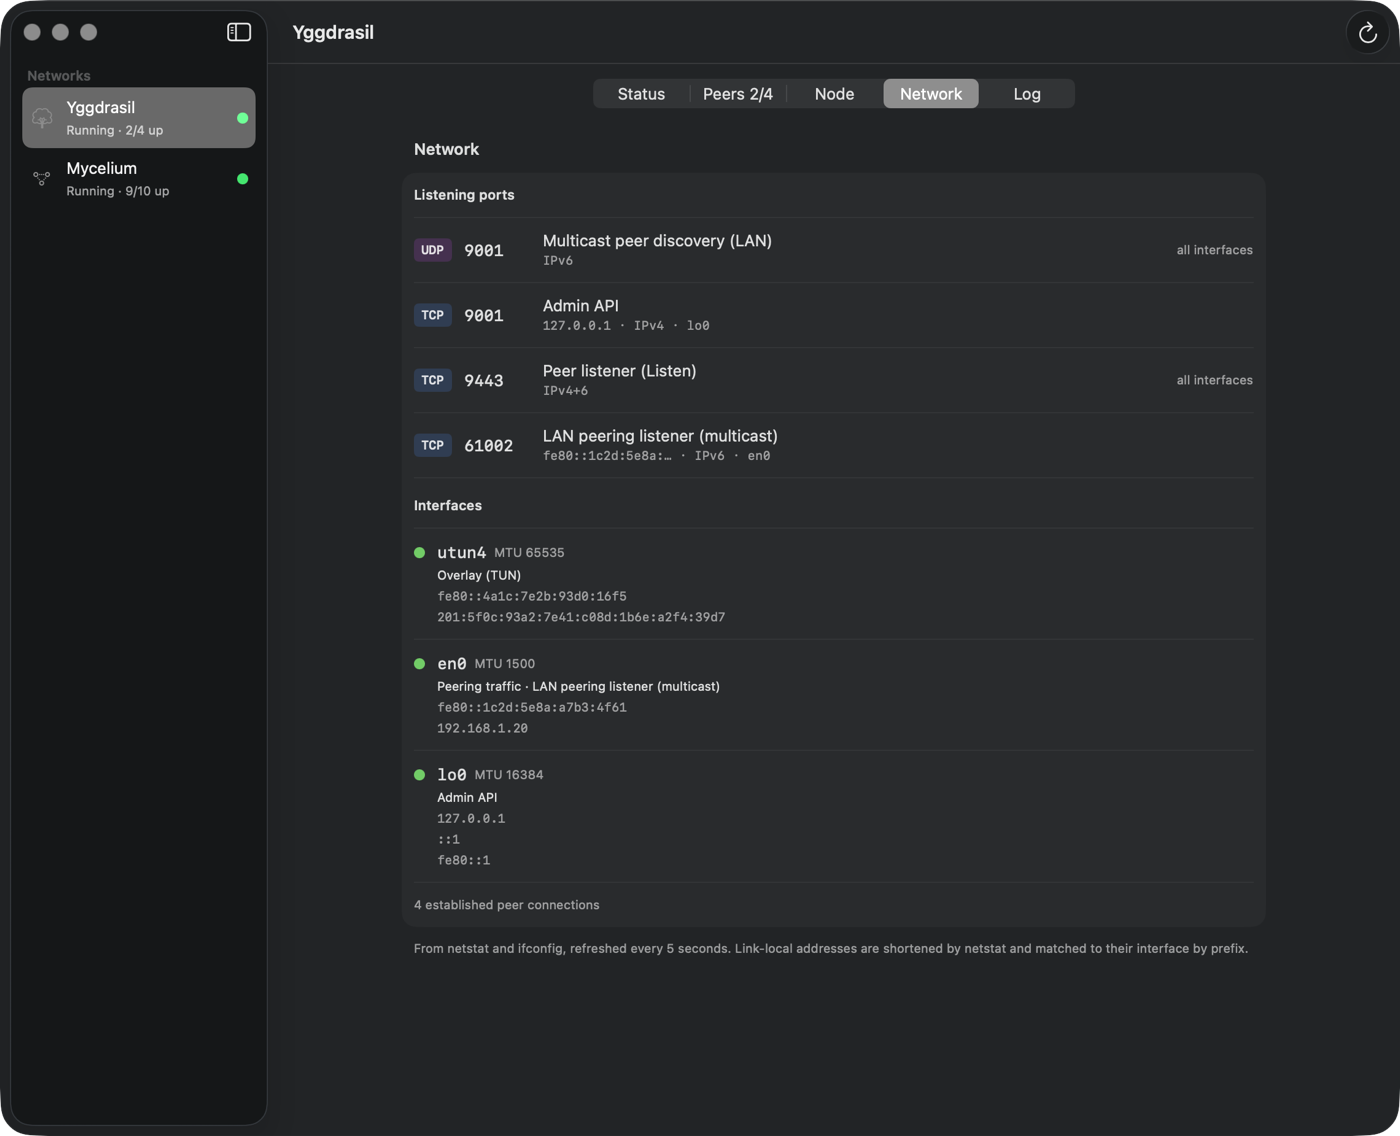 Yggdrasil
Networks
Yggdrasil
Running · 2/4 up
Mycelium
Running · 9/10 up
Status
Peers 2/4
Node
Network
Log
Network
Listening ports
UDP 9001 Multicast peer discovery (LAN) all interfaces
IPv6
TCP 9001 Admin API
127.0.0.1 · IPv4 · lo0
TCP 9443 Peer listener (Listen) all interfaces
IPv4+6
TCP 61002 LAN peering listener (multicast)
fe80::1c2d:5e8a:… · IPv6 · en0
Interfaces
utun4 MTU 65535
Overlay (TUN)
fe80::4a1c:7e2b:93d0:16f5
201:5f0c:93a2:7e41:c08d:1b6e:a2f4:39d7
en0 MTU 1500
Peering traffic · LAN peering listener (multicast)
fe80::1c2d:5e8a:a7b3:4f61
192.168.1.20
lo0 MTU 16384
Admin API
127.0.0.1
::1
fe80::1
4 established peer connections
From netstat and ifconfig, refreshed every 5 seconds. Link-local addresses are shortened by netstat and matched to their interface by prefix.